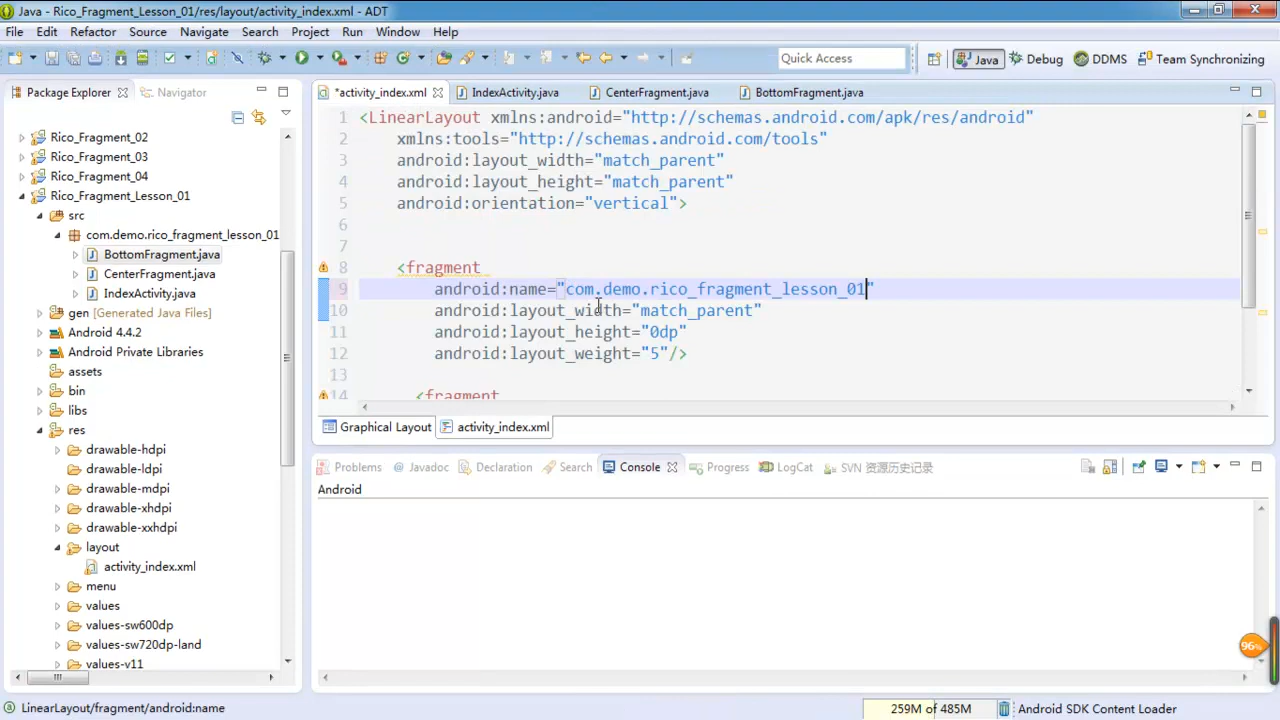 Java - Rico_Fragment_Lesson_01/res/layout/activity_index.xml - ADT
File Edit Refactor Source Navigate Search Project Run Window Help
Quick Access
Java
Debug
DDMS
Team Synchronizing
Package Explorer
Navigator
Rico_Fragment_02
Rico_Fragment_03
Rico_Fragment_04
Rico_Fragment_Lesson_01
src
com.demo.rico_fragment_lesson_01
BottomFragment.java
CenterFragment.java
IndexActivity.java
gen [Generated Java Files]
Android 4.4.2
Android Private Libraries
assets
bin
libs
res
drawable-hdpi
drawable-ldpi
drawable-mdpi
drawable-xhdpi
drawable-xxhdpi
layout
activity_index.xml
menu
values
values-sw600dp
values-sw720dp-land
values-v11
*activity_index.xml
IndexActivity.java
CenterFragment.java
BottomFragment.java
1 <LinearLayout xmlns:android="http://schemas.android.com/apk/res/android"
2 xmlns:tools="http://schemas.android.com/tools"
3 android:layout_width="match_parent"
4 android:layout_height="match_parent"
5 android:orientation="vertical">
6
7
8 <fragment
9 android:name="com.demo.rico_fragment_lesson_01"
10 android:layout_width="match_parent"
11 android:layout_height="0dp"
12 android:layout_weight="5"/>
13
14 <fragment
Graphical Layout
activity_index.xml
Problems
Javadoc
Declaration
Search
Console
Progress
LogCat
SVN 资源历史记录
Android
96%
LinearLayout/fragment/android:name
259M of 485M
Android SDK Content Loader